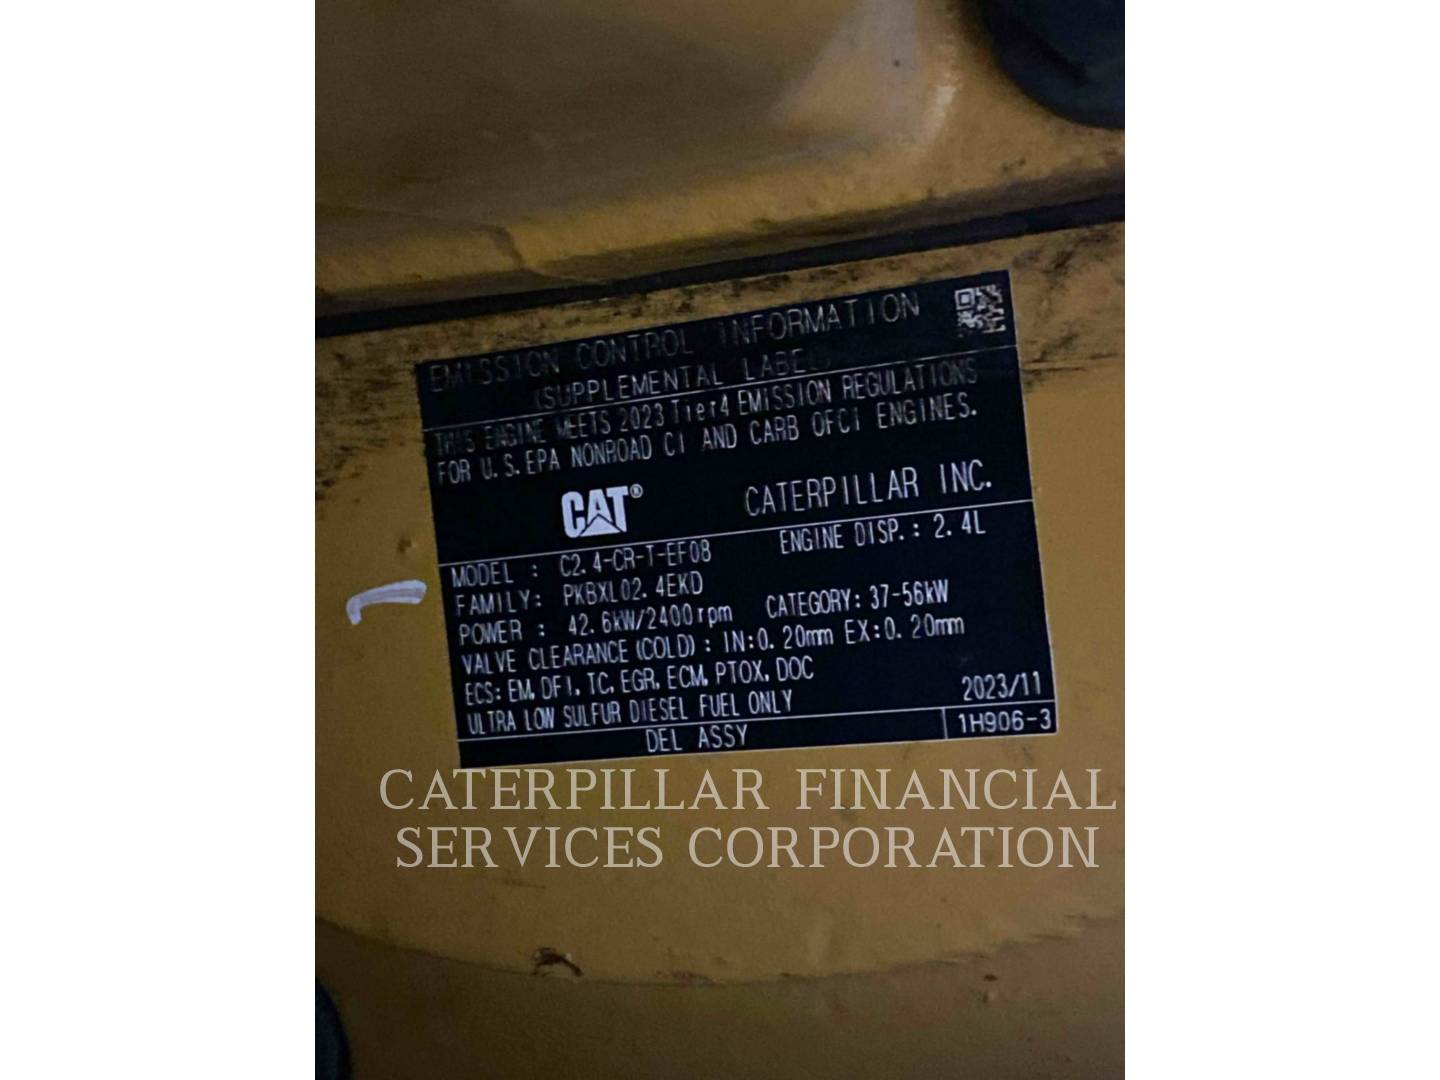 EMISSION CONTROL INFORMATION
(SUPPLEMENTAL LABEL)
THIS ENGINE MEETS 2023 Tier4 EMISSION REGULATIONS
FOR U.S. EPA NONROAD CI AND CARB OFCI ENGINES.
CAT® CATERPILLAR INC.
MODEL : C2.4-CR-T-EF08 ENGINE DISP.: 2.4L
FAMILY: PKBXL02.4EKD
POWER : 42.6kW/2400rpm CATEGORY: 37-56kW
VALVE CLEARANCE (COLD) : IN:0.20mm EX:0.20mm
ECS: EM, DFI, TC, EGR, ECM, PTOX, DOC
ULTRA LOW SULFUR DIESEL FUEL ONLY 2023/11
DEL ASSY 1H906-3
CATERPILLAR FINANCIAL
SERVICES CORPORATION